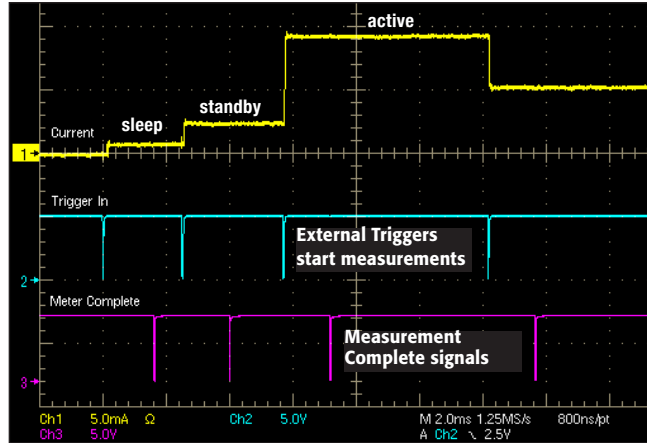 active
standby
sleep
Current
1
Trigger In
External Triggers
start measurements
2
Meter Complete
Measurement
Complete signals
3
Ch1 5.0mA Ω Ch2 5.0V M 2.0ms 1.25MS/s 800ns/pt
Ch3 5.0V A Ch2 ∖ 2.5V